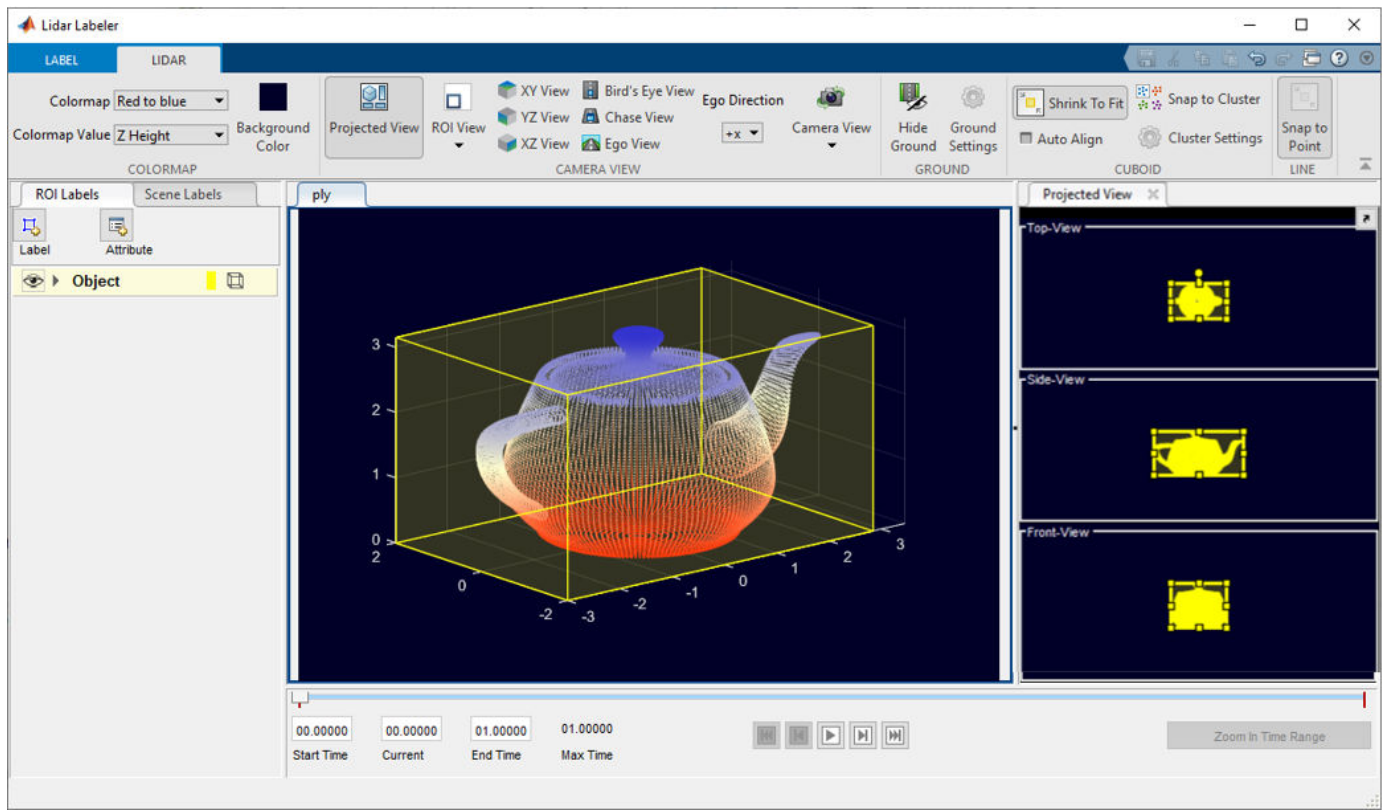 Lidar Labeler
LABEL
LIDAR
Colormap Red to blue
Colormap Value Z Height
Background
Color
COLORMAP
Projected View
ROI View
XY View
YZ View
XZ View
Bird's Eye View
Chase View
Ego View
Ego Direction
+x
Camera View
CAMERA VIEW
Hide
Ground
Ground
Settings
GROUND
Shrink To Fit
Auto Align
Snap to Cluster
Cluster Settings
CUBOID
Snap to
Point
LINE
ROI Labels
Scene Labels
Label
Attribute
Object
ply
3
2
1
0
2
0
-2
-3
-2
-1
0
1
2
3
Projected View
Top-View
Side-View
Front-View
00.00000
00.00000
01.00000
01.00000
Start Time
Current
End Time
Max Time
Zoom In Time Range